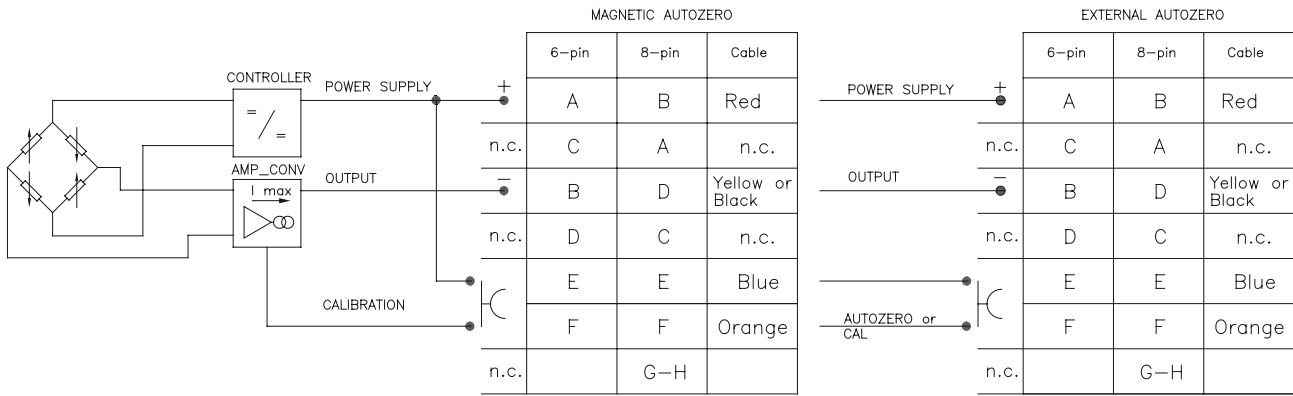 MAGNETIC AUTOZERO
6-pin 8-pin Cable
CONTROLLER
= / =
POWER SUPPLY + A B Red
n.c. C A n.c.
AMP_CONV
I max
OUTPUT - B D Yellow or
Black
n.c. D C n.c.
E E Blue
CALIBRATION
F F Orange
n.c. G-H
EXTERNAL AUTOZERO
6-pin 8-pin Cable
POWER SUPPLY + A B Red
n.c. C A n.c.
OUTPUT - B D Yellow or
Black
n.c. D C n.c.
E E Blue
AUTOZERO or
CAL
F F Orange
n.c. G-H